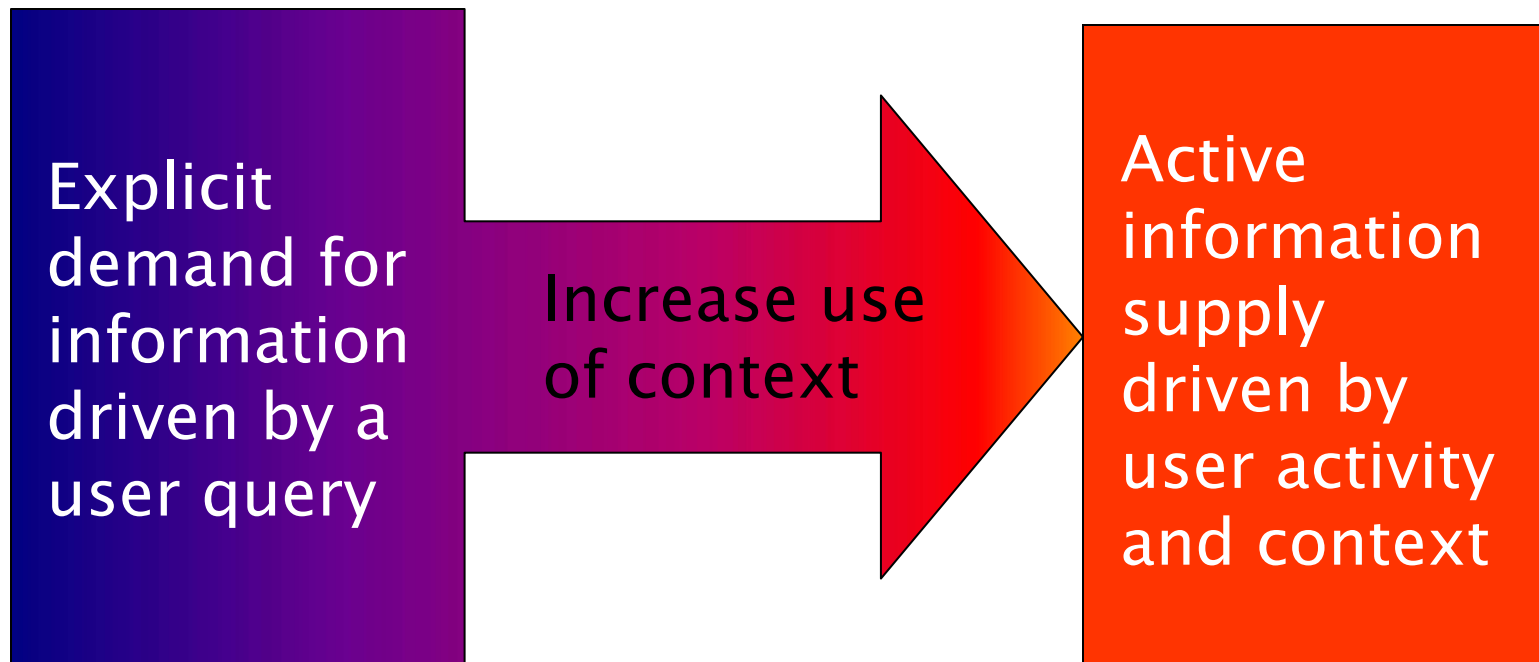 Explicit
demand for
information
driven by a
user query
Increase use
of context
Active
information
supply
driven by
user activity
and context